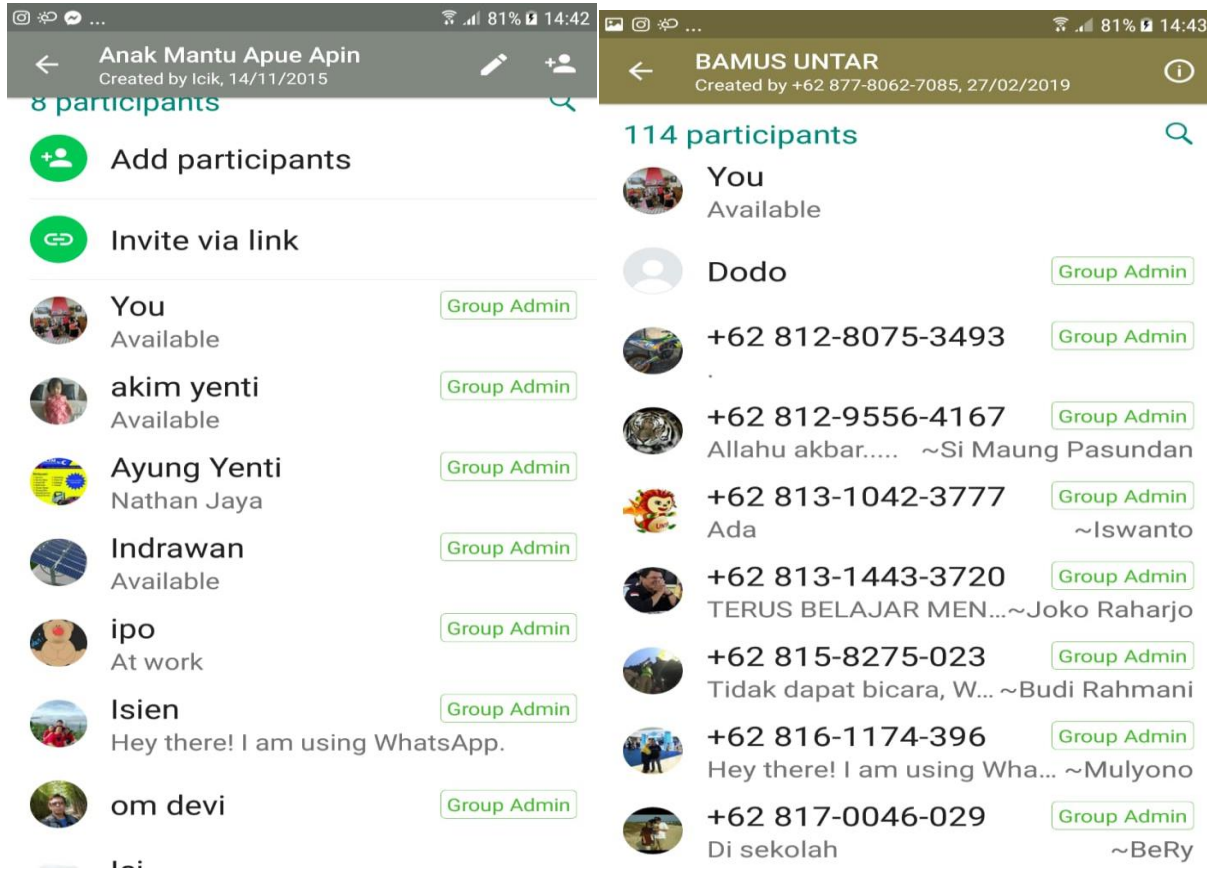 ... 81% 14:42
Anak Mantu Apue Apin
Created by Icik, 14/11/2015
8 participants
Add participants
Invite via link
You Group Admin
Available
akim yenti Group Admin
Available
Ayung Yenti Group Admin
Nathan Jaya
Indrawan Group Admin
Available
ipo Group Admin
At work
Isien Group Admin
Hey there! I am using WhatsApp.
om devi Group Admin
... 81% 14:43
BAMUS UNTAR
Created by +62 877-8062-7085, 27/02/2019
114 participants
You
Available
Dodo Group Admin
+62 812-8075-3493 Group Admin
.
+62 812-9556-4167 Group Admin
Allahu akbar..... ~Si Maung Pasundan
+62 813-1042-3777 Group Admin
Ada ~Iswanto
+62 813-1443-3720 Group Admin
TERUS BELAJAR MEN...~Joko Raharjo
+62 815-8275-023 Group Admin
Tidak dapat bicara, W... ~Budi Rahmani
+62 816-1174-396 Group Admin
Hey there! I am using Wha... ~Mulyono
+62 817-0046-029 Group Admin
Di sekolah ~BeRy